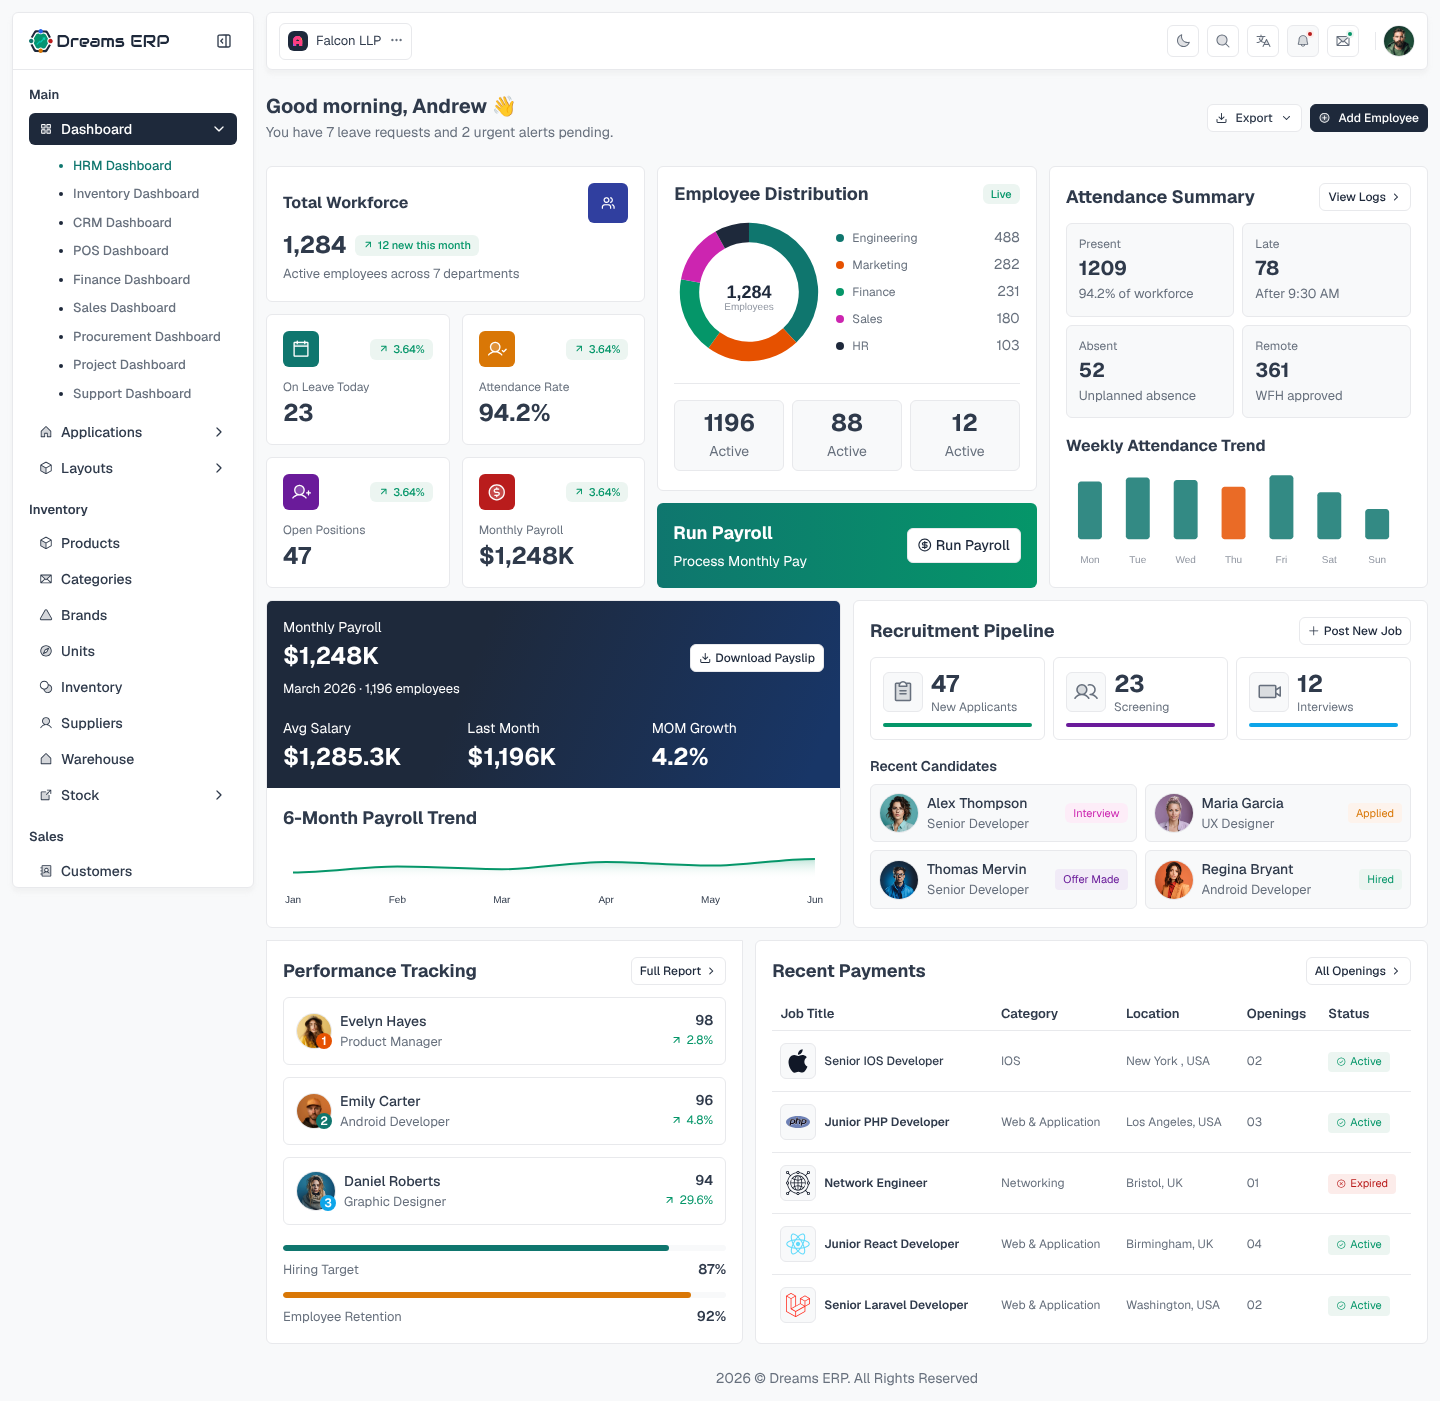 Dreams ERP
Main
Dashboard
HRM Dashboard
Inventory Dashboard
CRM Dashboard
POS Dashboard
Finance Dashboard
Sales Dashboard
Procurement Dashboard
Project Dashboard
Support Dashboard
Applications
Layouts
Inventory
Products
Categories
Brands
Units
Inventory
Suppliers
Warehouse
Stock
Sales
Customers
Falcon LLP
Good morning, Andrew 👋
You have 7 leave requests and 2 urgent alerts pending.
Export
Add Employee
Total Workforce
1,284 12 new this month
Active employees across 7 departments
3.64%
On Leave Today
23
3.64%
Attendance Rate
94.2%
3.64%
Open Positions
47
3.64%
Monthly Payroll
$1,248K
Employee Distribution Live
1,284
Employees
Engineering 488
Marketing 282
Finance 231
Sales 180
HR 103
1196
Active
88
Active
12
Active
Run Payroll
Process Monthly Pay
Run Payroll
Attendance Summary View Logs
Present
1209
94.2% of workforce
Late
78
After 9:30 AM
Absent
52
Unplanned absence
Remote
361
WFH approved
Weekly Attendance Trend
Mon Tue Wed Thu Fri Sat Sun
Monthly Payroll
$1,248K
March 2026 · 1,196 employees
Download Payslip
Avg Salary
$1,285.3K
Last Month
$1,196K
MOM Growth
4.2%
6-Month Payroll Trend
Jan Feb Mar Apr May Jun
Recruitment Pipeline Post New Job
47
New Applicants
23
Screening
12
Interviews
Recent Candidates
Alex Thompson
Senior Developer
Interview
Maria Garcia
UX Designer
Applied
Thomas Mervin
Senior Developer
Offer Made
Regina Bryant
Android Developer
Hired
Performance Tracking Full Report
1
Evelyn Hayes
Product Manager
98
2.8%
2
Emily Carter
Android Developer
96
4.8%
3
Daniel Roberts
Graphic Designer
94
29.6%
Hiring Target 87%
Employee Retention 92%
Recent Payments All Openings
Job Title Category Location Openings Status
Senior IOS Developer IOS New York , USA 02 Active
php Junior PHP Developer Web & Application Los Angeles, USA 03 Active
Network Engineer Networking Bristol, UK 01 Expired
Junior React Developer Web & Application Birmingham, UK 04 Active
Senior Laravel Developer Web & Application Washington, USA 02 Active
2026 © Dreams ERP. All Rights Reserved